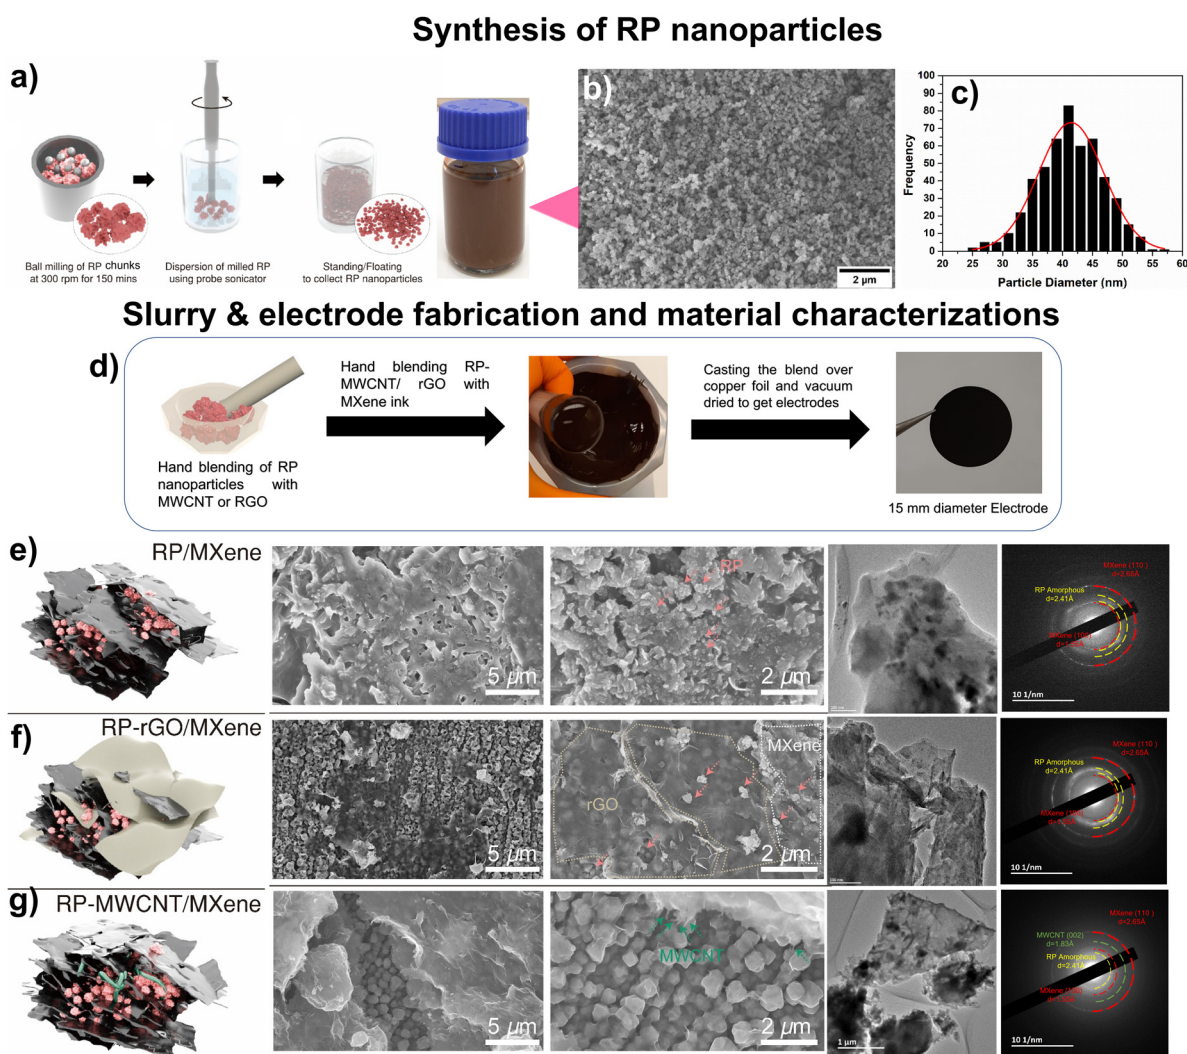 Synthesis of RP nanoparticles
a)
Ball milling of RP chunks
at 300 rpm for 150 mins
Dispersion of milled RP
using probe sonicator
Standing/Floating
to collect RP nanoparticles
b)
2 µm
c)
Frequency
100
90
80
70
60
50
40
30
20
10
0
20 25 30 35 40 45 50 55 60
Particle Diameter (nm)
Slurry & electrode fabrication and material characterizations
d)
Hand blending of RP
nanoparticles with
MWCNT or RGO
Hand blending RP-
MWCNT/ rGO with
MXene ink
Casting the blend over
copper foil and vacuum
dried to get electrodes
15 mm diameter Electrode
e)
RP/MXene
5 µm
RP
2 µm
MXene (110 )
d=2.65Å
RP Amorphous
d=2.41Å
10 1/nm
f)
RP-rGO/MXene
5 µm
rGO
MXene
2 µm
MXene (110 )
d=2.65Å
RP Amorphous
d=2.41Å
10 1/nm
g)
RP-MWCNT/MXene
5 µm
MWCNT
2 µm
1 µm
MXene (110 )
d=2.65Å
MWCNT (002)
d=1.83Å
RP Amorphous
d=2.41Å
10 1/nm